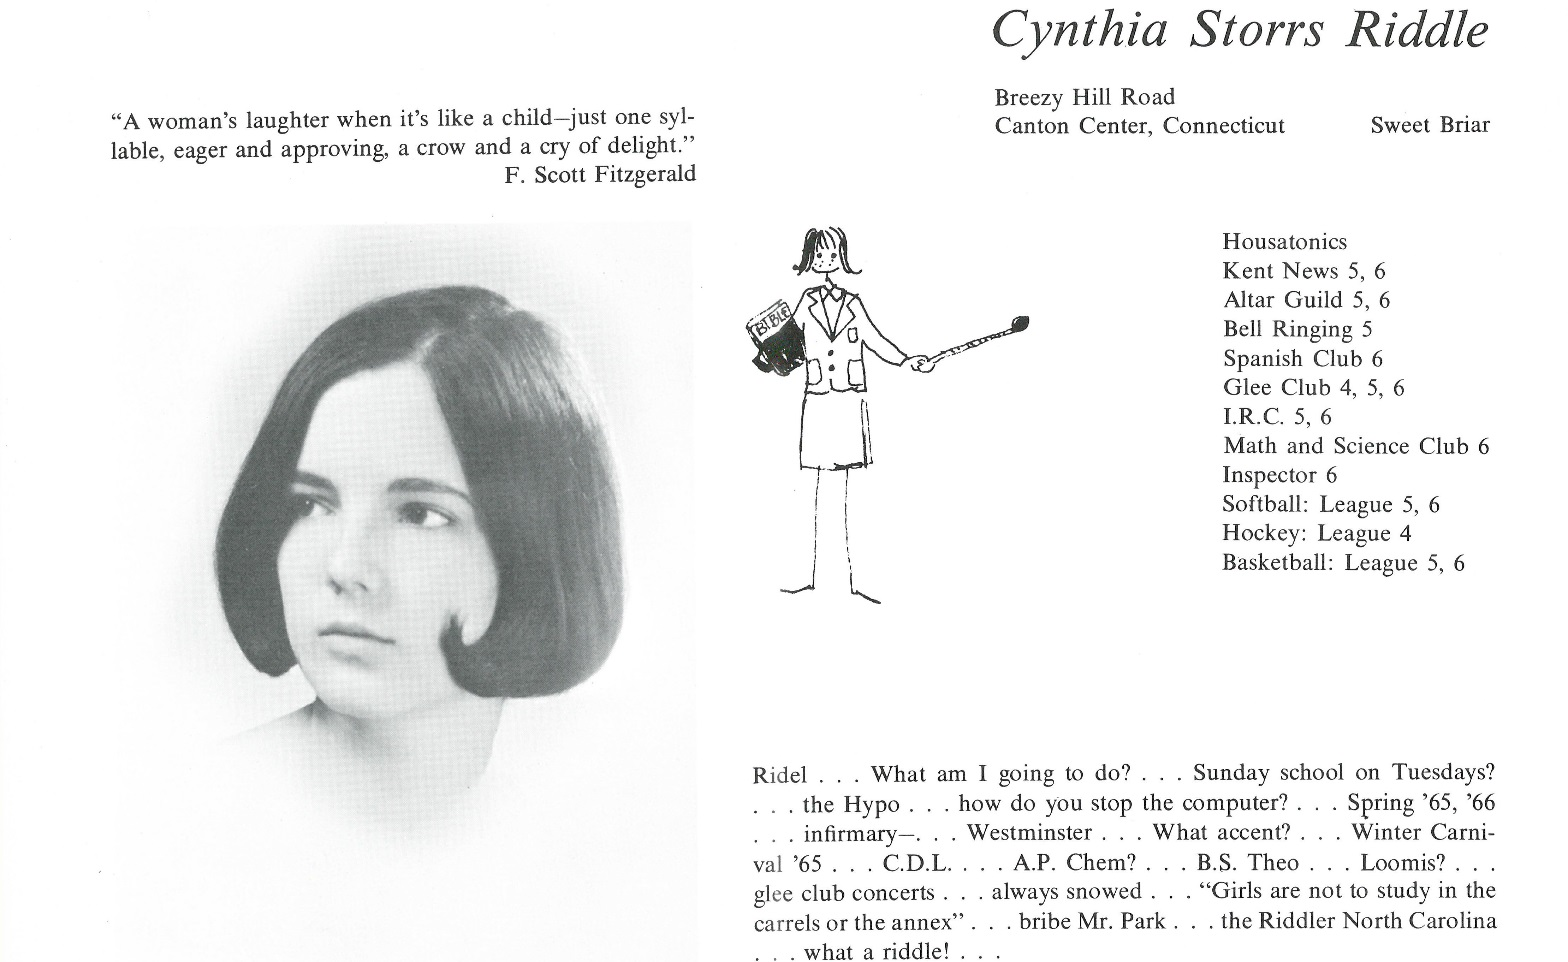 Cynthia Storrs Riddle
Breezy Hill Road
Canton Center, Connecticut Sweet Briar
“A woman’s laughter when it’s like a child—just one syl-
lable, eager and approving, a crow and a cry of delight.”
F. Scott Fitzgerald
BIBLE
Housatonics
Kent News 5, 6
Altar Guild 5, 6
Bell Ringing 5
Spanish Club 6
Glee Club 4, 5, 6
I.R.C. 5, 6
Math and Science Club 6
Inspector 6
Softball: League 5, 6
Hockey: League 4
Basketball: League 5, 6
Ridel . . . What am I going to do? . . . Sunday school on Tuesdays?
. . . the Hypo . . . how do you stop the computer? . . . Spring ’65, ’66
. . . infirmary—. . . Westminster . . . What accent? . . . Winter Carni-
val ’65 . . . C.D.L. . . . A.P. Chem? . . . B.S. Theo . . . Loomis? . . .
glee club concerts . . . always snowed . . . “Girls are not to study in the
carrels or the annex” . . . bribe Mr. Park . . . the Riddler North Carolina
. . . what a riddle! . . .